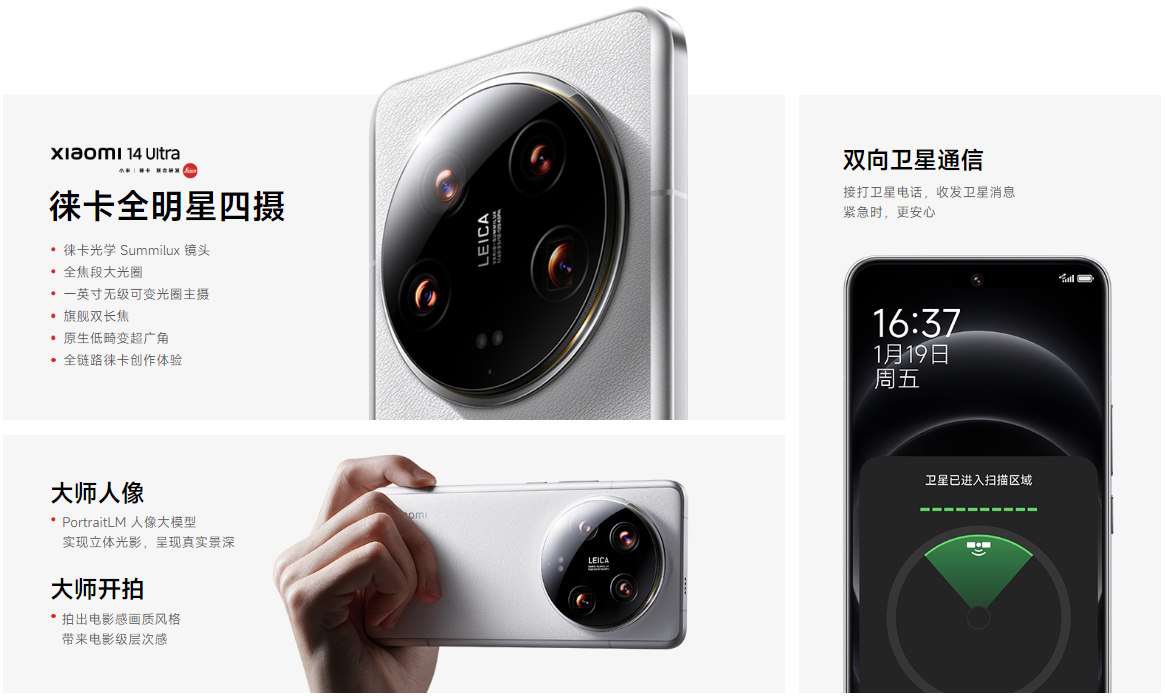 xiaomi 14 Ultra
小米 | 徕卡 联合研发 Leica
徕卡全明星四摄
• 徕卡光学 Summilux 镜头
• 全焦段大光圈
• 一英寸无级可变光圈主摄
• 旗舰双长焦
• 原生低畸变超广角
• 全链路徕卡创作体验
LEICA
双向卫星通信
接打卫星电话，收发卫星消息
紧急时，更安心
16:37
1月19日
周五
卫星已进入扫描区域
大师人像
• PortraitLM 人像大模型
实现立体光影，呈现真实景深
大师开拍
• 拍出电影感画质风格
带来电影级层次感
LEICA